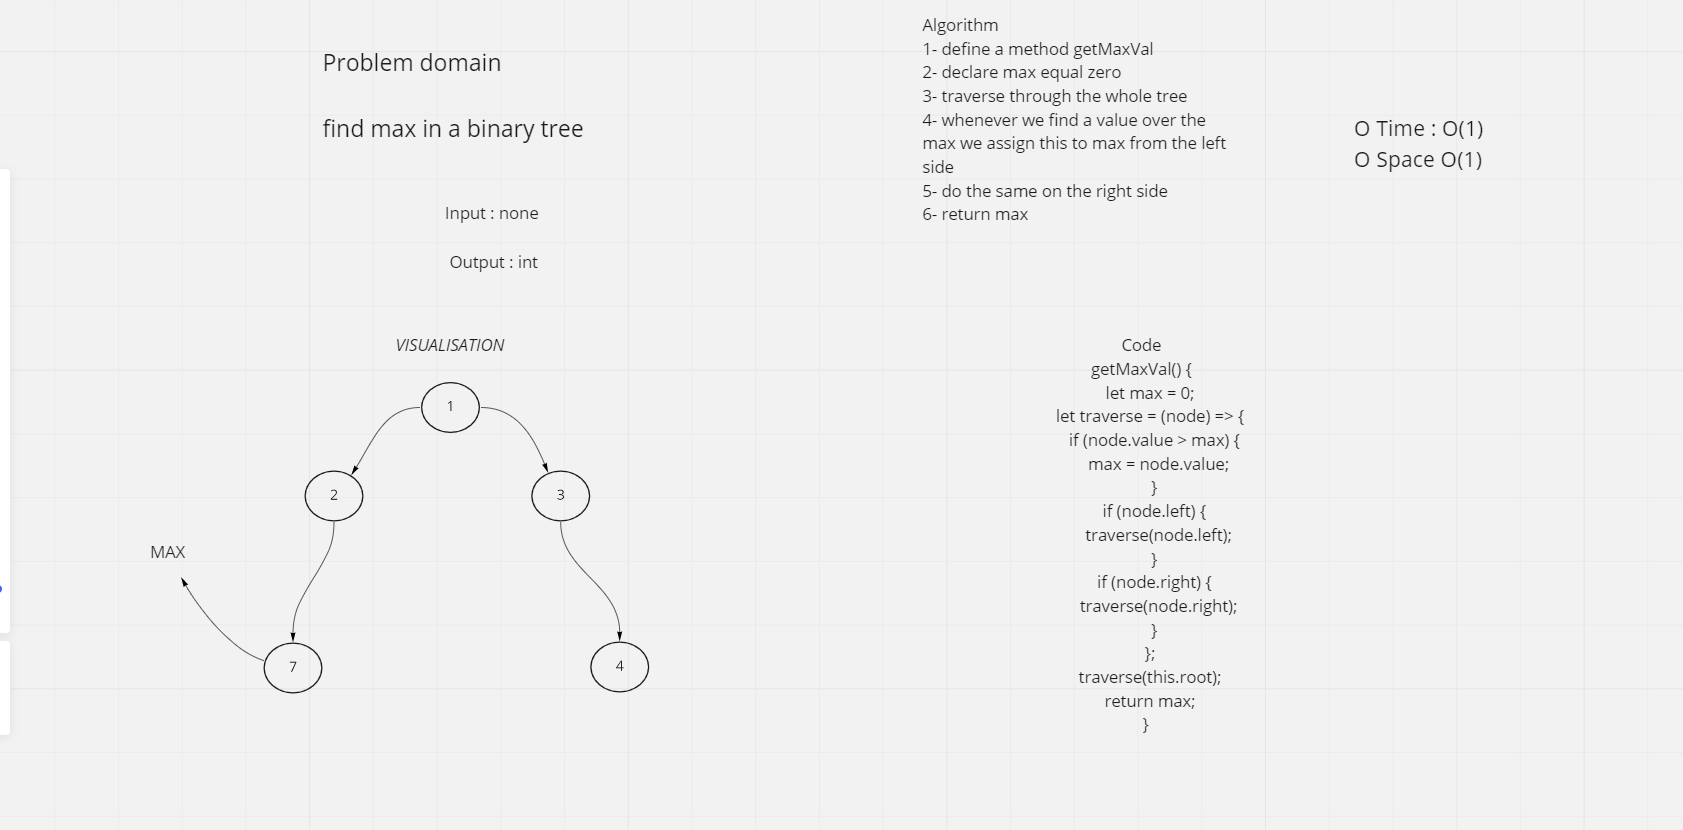 Problem domain
find max in a binary tree
Input : none
Output : int
VISUALISATION
1
2
3
MAX
7
4
Algorithm
1- define a method getMaxVal
2- declare max equal zero
3- traverse through the whole tree
4- whenever we find a value over the
max we assign this to max from the left
side
5- do the same on the right side
6- return max
O Time : O(1)
O Space O(1)
Code
getMaxVal() {
let max = 0;
let traverse = (node) => {
if (node.value > max) {
max = node.value;
}
if (node.left) {
traverse(node.left);
}
if (node.right) {
traverse(node.right);
}
};
traverse(this.root);
return max;
}